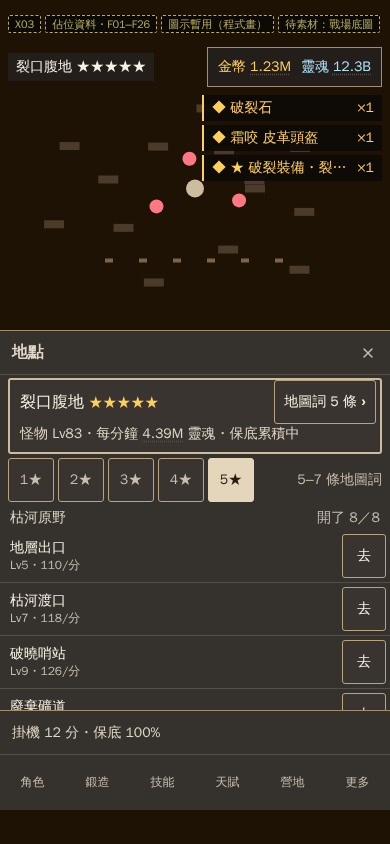 X03 佔位資料・F01–F26 圖示暫用（程式畫） 待素材：戰場底圖
裂口腹地 ★★★★★
金幣 1.23M 靈魂 12.3B
◆ 破裂石 ×1
◆ 霜咬 皮革頭盔 ×1
◆ ★ 破裂裝備・裂⋯ ×1
地點 ×
裂口腹地 ★★★★★
地圖詞 5 條 ›
怪物 Lv83・每分鐘 4.39M 靈魂・保底累積中
1★ 2★ 3★ 4★ 5★ 5–7 條地圖詞
枯河原野 開了 8／8
地層出口
Lv5・110/分
去
枯河渡口
Lv7・118/分
去
破曉哨站
Lv9・126/分
去
廢棄礦道
掛機 12 分・保底 100%
角色 鍛造 技能 天賦 營地 更多